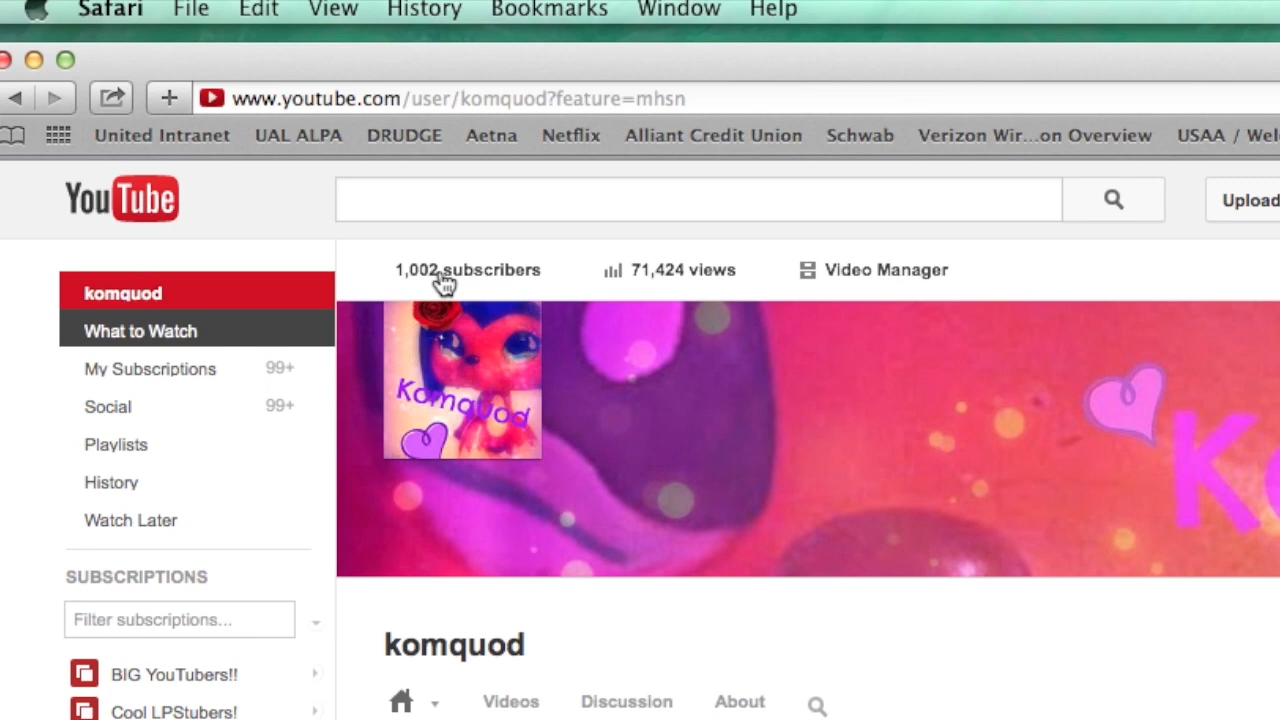 Safari File Edit View History Bookmarks Window Help
www.youtube.com/user/komquod?feature=mhsn
United Intranet UAL ALPA DRUDGE Aetna Netflix Alliant Credit Union Schwab Verizon Wir...on Overview USAA / Wel
YouTube
Upload
1,002 subscribers 71,424 views Video Manager
komquod
What to Watch
My Subscriptions 99+
Social 99+
Playlists
History
Watch Later
SUBSCRIPTIONS
Filter subscriptions...
BIG YouTubers!!
Cool LPStubers!
Komquod
K
komquod
Videos Discussion About